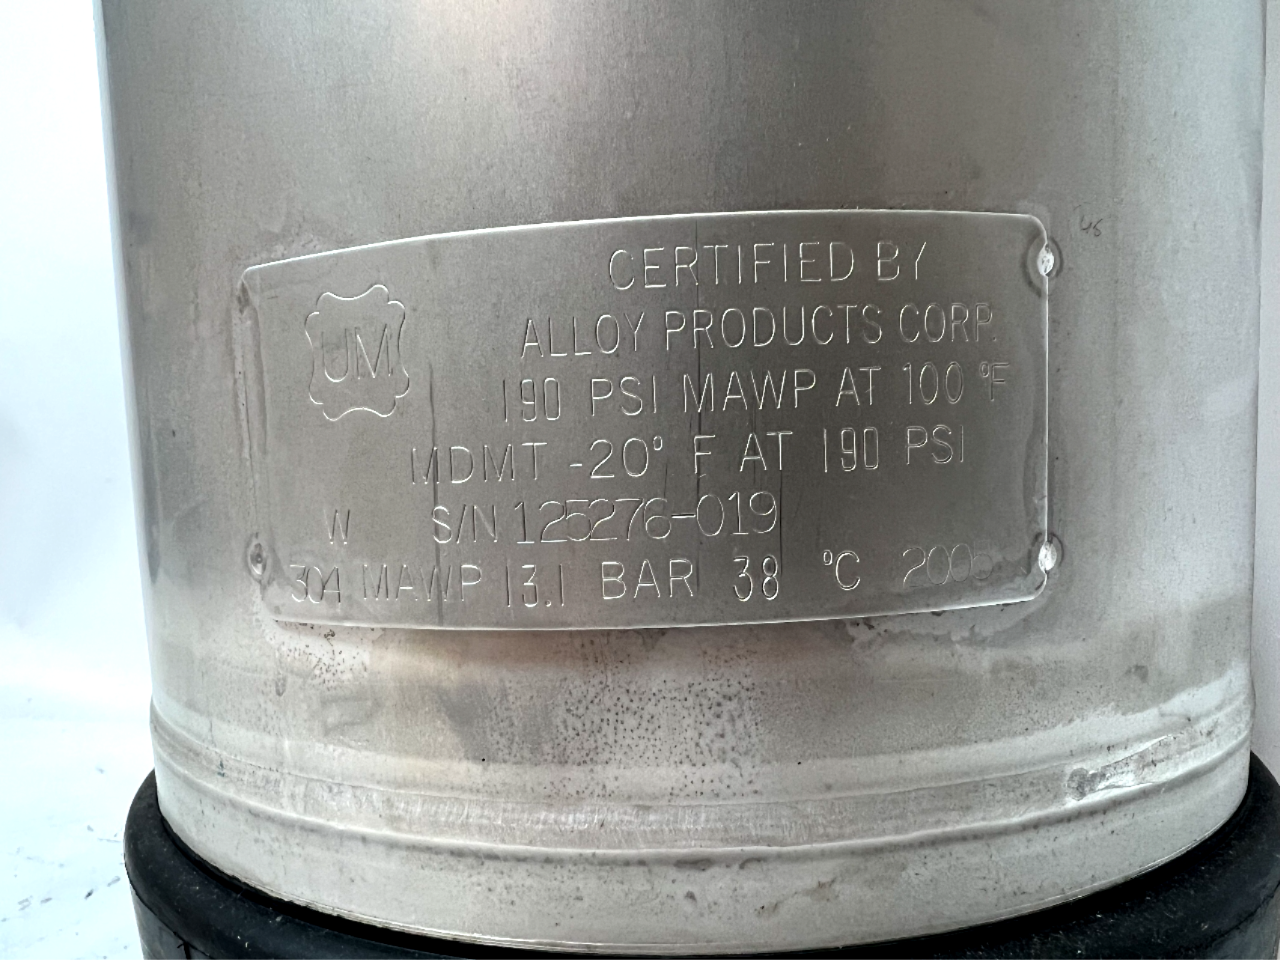 CERTIFIED BY
UM
ALLOY PRODUCTS CORP.
190 PSI MAWP AT 100 °F
MDMT -20° F AT 190 PSI
W S/N 125276-019
304 MAWP 13.1 BAR 38 °C
46